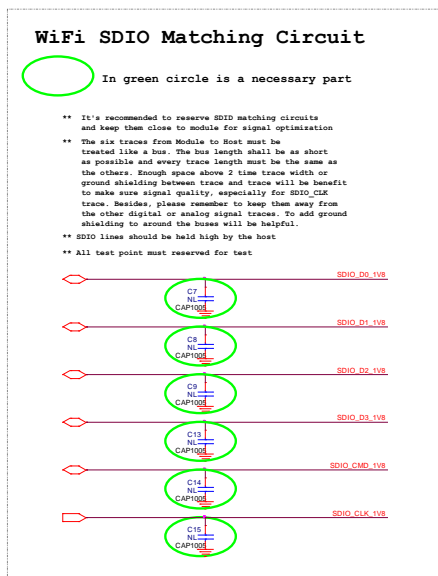 WiFi SDIO Matching Circuit
In green circle is a necessary part
** It's recommended to reserve SDID matching circuits
and keep them close to module for signal optimization
** The six traces from Module to Host must be
treated like a bus. The bus length shall be as short
as possible and every trace length must be the same as
the others. Enough space above 2 time trace width or
ground shielding between trace and trace will be benefit
to make sure signal quality, especially for SDIO_CLK
trace. Besides, please remember to keep them away from
the other digital or analog signal traces. To add ground
shielding to around the buses will be helpful.
** SDIO lines should be held high by the host
** All test point must reserved for test
SDIO_D0_1V8
C7
NL
CAP1005
SDIO_D1_1V8
C8
NL
CAP1005
SDIO_D2_1V8
C9
NL
CAP1005
SDIO_D3_1V8
C13
NL
CAP1005
SDIO_CMD_1V8
C14
NL
CAP1005
SDIO_CLK_1V8
C15
NL
CAP1005